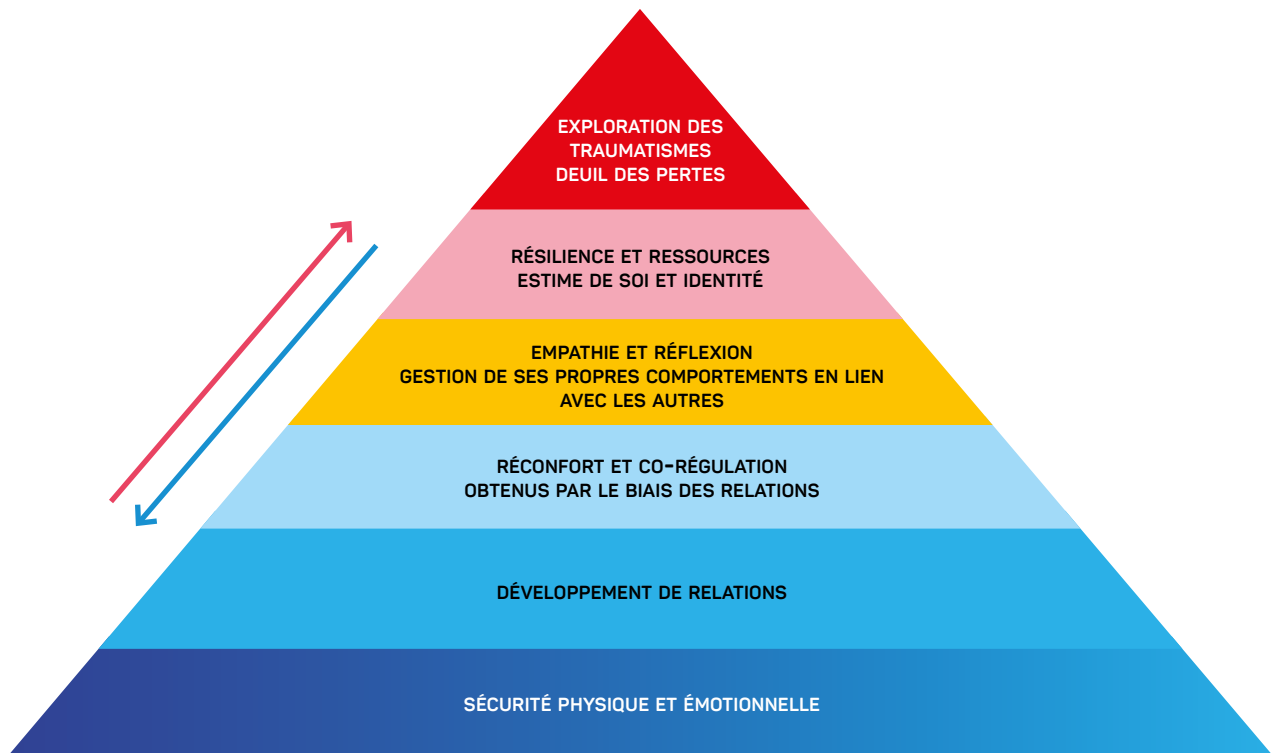 EXPLORATION DES
TRAUMATISMES
DEUIL DES PERTES
RÉSILIENCE ET RESSOURCES
ESTIME DE SOI ET IDENTITÉ
EMPATHIE ET RÉFLEXION
GESTION DE SES PROPRES COMPORTEMENTS EN LIEN
AVEC LES AUTRES
RÉCONFORT ET CO-RÉGULATION
OBTENUS PAR LE BIAIS DES RELATIONS
DÉVELOPPEMENT DE RELATIONS
SÉCURITÉ PHYSIQUE ET ÉMOTIONNELLE